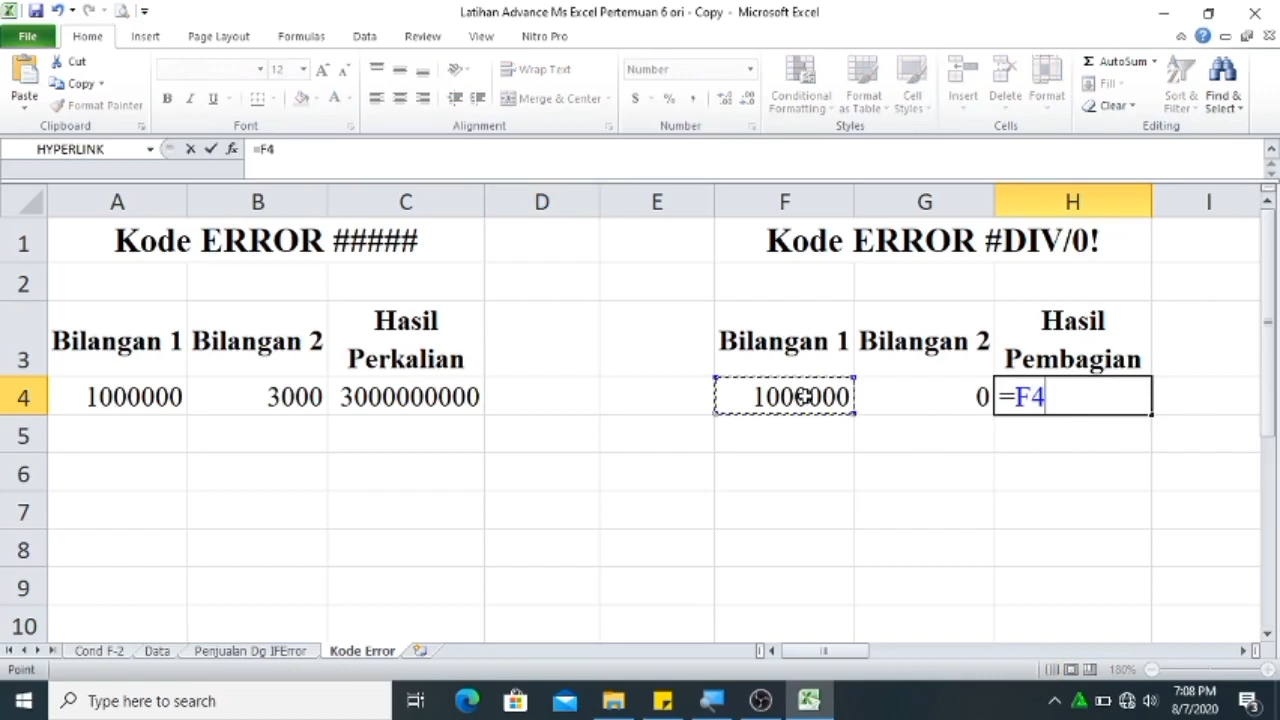 Latihan Advance Ms Excel Pertemuan 6 ori - Copy - Microsoft Excel
File Home Insert Page Layout Formulas Data Review View Nitro Pro
Paste
Cut
Copy
Format Painter
12
A A
B I U
A
Wrap Text
Merge & Center
Number
$ % ,
Conditional Formatting
Format as Table
Cell Styles
Insert
Delete
Format
AutoSum
Fill
Clear
Sort & Filter
Find & Select
Clipboard Font Alignment Number Styles Cells Editing
HYPERLINK fx =F4
A B C D E F G H I
1 Kode ERROR ##### Kode ERROR #DIV/0!
2
3 Bilangan 1 Bilangan 2 Hasil Perkalian Bilangan 1 Bilangan 2 Hasil Pembagian
4 1000000 3000 3000000000 1000000 0 =F4
5
6
7
8
9
10
Cond F-2 Data Penjualan Dg IFError Kode Error
Point 180%
Type here to search
7:08 PM
8/7/2020
3